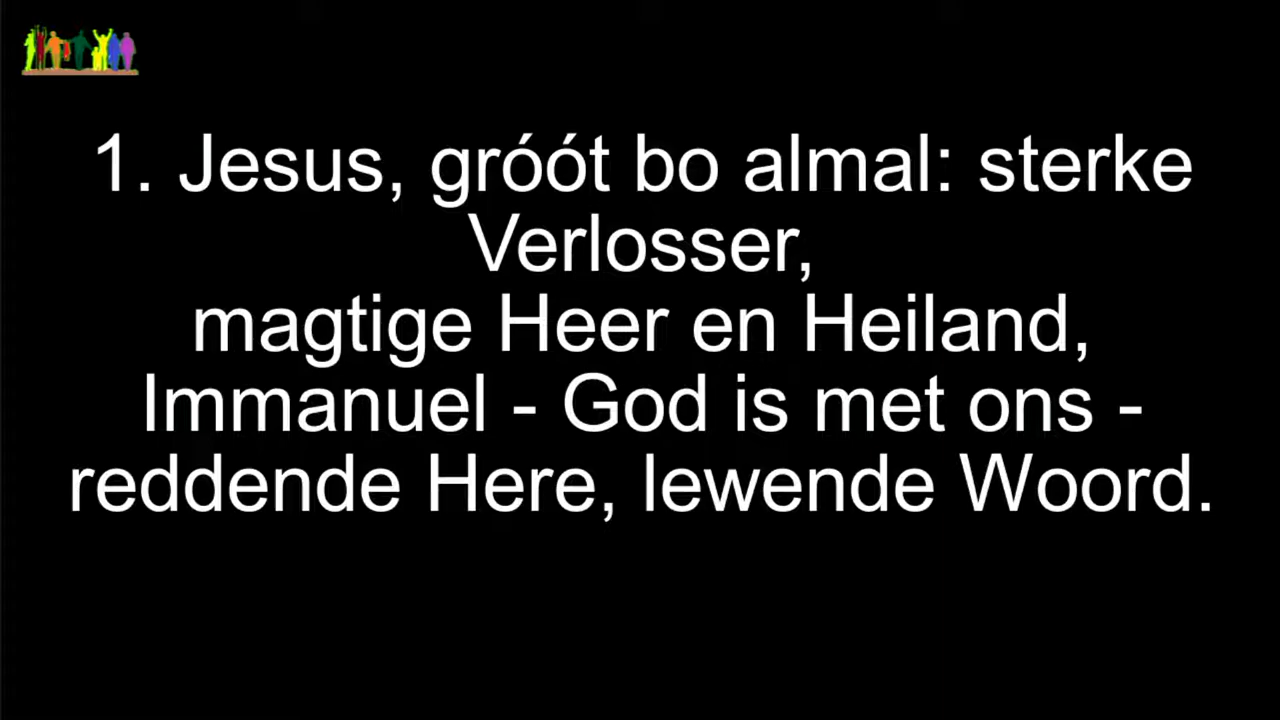 1. Jesus, gróót bo almal: sterke
Verlosser,
magtige Heer en Heiland,
Immanuel - God is met ons -
reddende Here, lewende Woord.